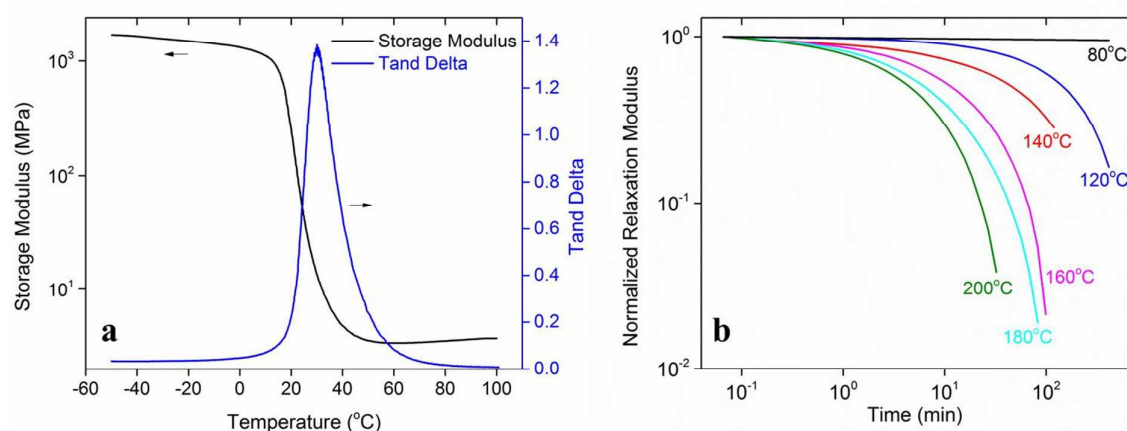 Storage Modulus
Tand Delta
10³
10²
10¹
Storage Modulus (MPa)
1.4
1.2
1.0
0.8
0.6
0.4
0.2
0.0
Tand Delta
a
-60 -40 -20 0 20 40 60 80 100
Temperature (°C)
10⁰
10⁻¹
10⁻²
Normalized Relaxation Modulus
80°C
140°C
120°C
160°C
200°C
180°C
b
10⁻¹ 10⁰ 10¹ 10²
Time (min)